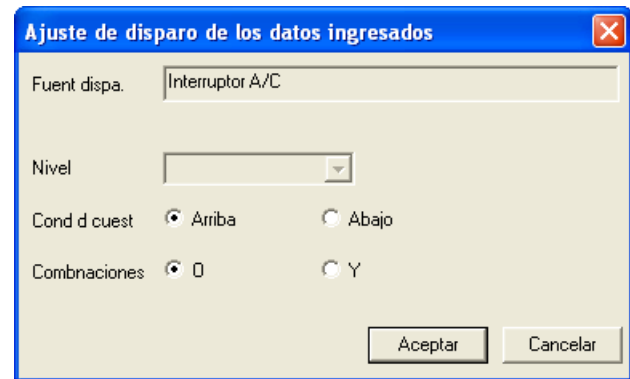 Ajuste de disparo de los datos ingresados
Fuent dispa. Interruptor A/C
Nivel
Cond d cuest Arriba Abajo
Combnaciones O Y
Aceptar Cancelar